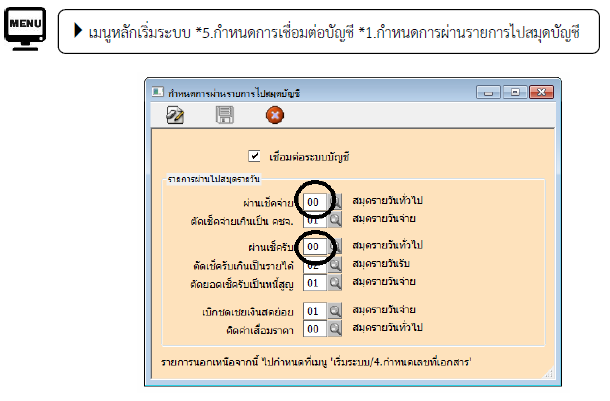 MENU
เมนูหลักเริ่มระบบ *5.กำหนดการเชื่อมต่อบัญชี *1.กำหนดการผ่านรายการไปสมุดบัญชี
กำหนดการผ่านรายการไปสมุดบัญชี
เชื่อมต่อระบบบัญชี
รายการผ่านไปสมุดรายวัน
ผ่านเช็คจ่าย 00 สมุดรายวันทั่วไป
ตัดเช็คจ่ายเกินเป็น คชจ. 01 สมุดรายวันจ่าย
ผ่านเช็ครับ 00 สมุดรายวันทั่วไป
ตัดเช็ครับเกินเป็นรายได้ 02 สมุดรายวันรับ
ตัดยอดเช็ครับเป็นหนี้สูญ 01 สมุดรายวันจ่าย
เบิกชดเชยเงินสดย่อย 01 สมุดรายวันจ่าย
คิดค่าเสื่อมราคา 00 สมุดรายวันทั่วไป
รายการนอกเหนือจากนี้ ไปกำหนดที่เมนู 'เริ่มระบบ/4.กำหนดเลขที่เอกสาร'